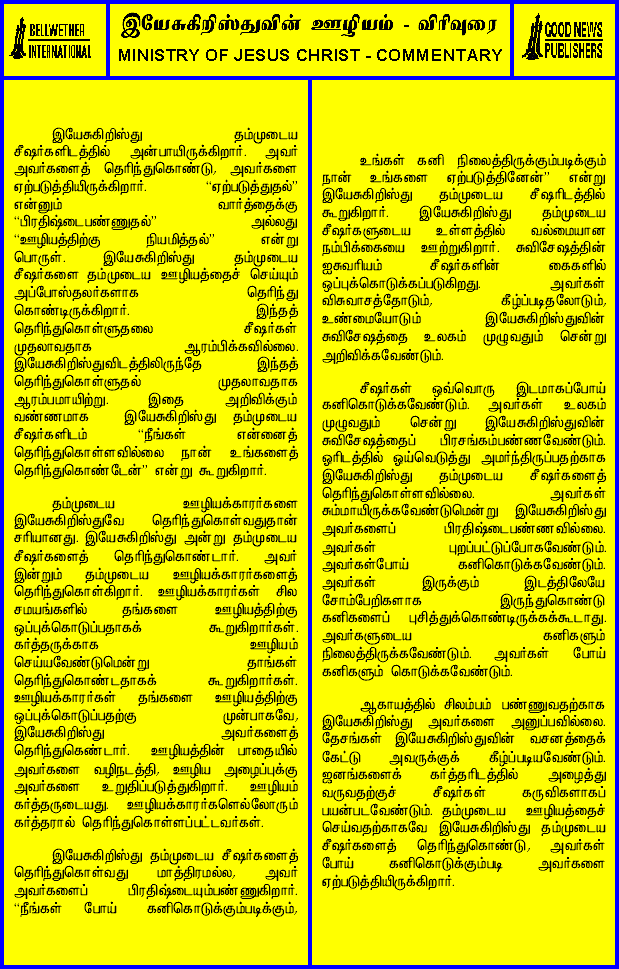 BELLWETHER
INTERNATIONAL
இயேசுகிறிஸ்துவின் ஊழியம் - விரிவுரை
MINISTRY OF JESUS CHRIST - COMMENTARY
GOOD NEWS
PUBLISHERS
இயேசுகிறிஸ்து தம்முடைய
சீஷர்களிடத்தில் அன்பாயிருக்கிறார். அவர்
அவர்களைத் தெரிந்துகொண்டு, அவர்களை
ஏற்படுத்தியிருக்கிறார். “ஏற்படுத்துதல்”
என்னும் வார்த்தைக்கு
“பிரதிஷ்டைபண்ணுதல்” அல்லது
“ஊழியத்திற்கு நியமித்தல்” என்று
பொருள். இயேசுகிறிஸ்து தம்முடைய
சீஷர்களை தம்முடைய ஊழியத்தைச் செய்யும்
அப்போஸ்தலர்களாக தெரிந்து
கொண்டிருக்கிறார். இந்தத்
தெரிந்துகொள்ளுதலை சீஷர்கள்
முதலாவதாக ஆரம்பிக்கவில்லை.
இயேசுகிறிஸ்துவிடத்திலிருந்தே இந்தத்
தெரிந்துகொள்ளுதல் முதலாவதாக
ஆரம்பமாயிற்று. இதை அறிவிக்கும்
வண்ணமாக இயேசுகிறிஸ்து தம்முடைய
சீஷர்களிடம் “நீங்கள் என்னைத்
தெரிந்துகொள்ளவில்லை நான் உங்களைத்
தெரிந்துகொண்டேன்” என்று கூறுகிறார்.
தம்முடைய ஊழியக்காரர்களை
இயேசுகிறிஸ்துவே தெரிந்துகொள்வதுதான்
சரியானது. இயேசுகிறிஸ்து அன்று தம்முடைய
சீஷர்களைத் தெரிந்துகொண்டார். அவர்
இன்றும் தம்முடைய ஊழியக்காரர்களைத்
தெரிந்துகொள்கிறார். ஊழியக்காரர்கள் சில
சமயங்களில் தங்களை ஊழியத்திற்கு
ஒப்புக்கொடுப்பதாகக் கூறுகிறார்கள்.
கர்த்தருக்காக ஊழியம்
செய்யவேண்டுமென்று தாங்கள்
தெரிந்துகொண்டதாகக் கூறுகிறார்கள்.
ஊழியக்காரர்கள் தங்களை ஊழியத்திற்கு
ஒப்புக்கொடுப்பதற்கு முன்பாகவே,
இயேசுகிறிஸ்து அவர்களைத்
தெரிந்துகெண்டார். ஊழியத்தின் பாதையில்
அவர்களை வழிநடத்தி, ஊழிய அழைப்புக்கு
அவர்களை உறுதிப்படுத்துகிறார். ஊழியம்
கர்த்தருடையது. ஊழியக்காரர்களெல்லோரும்
கர்த்தரால் தெரிந்துகொள்ளப்பட்டவர்கள்.
இயேசுகிறிஸ்து தம்முடைய சீஷர்களைத்
தெரிந்துகொள்வது மாத்திரமல்ல, அவர்
அவர்களைப் பிரதிஷ்டையும்பண்ணுகிறார்.
“நீங்கள் போய் கனிகொடுக்கும்படிக்கும்,
உங்கள் கனி நிலைத்திருக்கும்படிக்கும்
நான் உங்களை ஏற்படுத்தினேன்” என்று
இயேசுகிறிஸ்து தம்முடைய சீஷரிடத்தில்
கூறுகிறார். இயேசுகிறிஸ்து தம்முடைய
சீஷர்களுடைய உள்ளத்தில் வல்மையான
நம்பிக்கையை ஊற்றுகிறார். சுவிசேஷத்தின்
ஐசுவரியம் சீஷர்களின் கைகளில்
ஒப்புக்கொடுக்கப்படுகிறது. அவர்கள்
விசுவாசத்தோடும், கீழ்ப்படிதலோடும்,
உண்மையோடும் இயேசுகிறிஸ்துவின்
சுவிசேஷத்தை உலகம் முழுவதும் சென்று
அறிவிக்கவேண்டும்.
சீஷர்கள் ஒவ்வொரு இடமாகப்போய்
கனிகொடுக்கவேண்டும். அவர்கள் உலகம்
முழுவதும் சென்று இயேசுகிறிஸ்துவின்
சுவிசேஷத்தைப் பிரசங்கம்பண்ணவேண்டும்.
ஓரிடத்தில் ஓய்வெடுத்து அமர்ந்திருப்பதற்காக
இயேசுகிறிஸ்து தம்முடைய சீஷர்களைத்
தெரிந்துகொள்ளவில்லை. அவர்கள்
சும்மாயிருக்கவேண்டுமென்று இயேசுகிறிஸ்து
அவர்களைப் பிரதிஷ்டைபண்ணவில்லை.
அவர்கள் புறப்பட்டுப்போகவேண்டும்.
அவர்கள்போய் கனிகொடுக்கவேண்டும்.
அவர்கள் இருக்கும் இடத்திலேயே
சோம்பேறிகளாக இருந்துகொண்டு
கனிகளைப் புசித்துக்கொண்டிருக்கக்கூடாது.
அவர்களுடைய கனிகளும்
நிலைத்திருக்கவேண்டும். அவர்கள் போய்
கனிகளும் கொடுக்கவேண்டும்.
ஆகாயத்தில் சிலம்பம் பண்ணுவதற்காக
இயேசுகிறிஸ்து அவர்களை அனுப்பவில்லை.
தேசங்கள் இயேசுகிறிஸ்துவின் வசனத்தைக்
கேட்டு அவருக்குக் கீழ்ப்படியவேண்டும்.
ஜனங்களைக் கர்த்தரிடத்தில் அழைத்து
வருவதற்குச் சீஷர்கள் கருவிகளாகப்
பயன்படவேண்டும். தம்முடைய ஊழியத்தைச்
செய்வதற்காகவே இயேசுகிறிஸ்து தம்முடைய
சீஷர்களைத் தெரிந்துகொண்டு, அவர்கள்
போய் கனிகொடுக்கும்படி அவர்களை
ஏற்படுத்தியிருக்கிறார்.